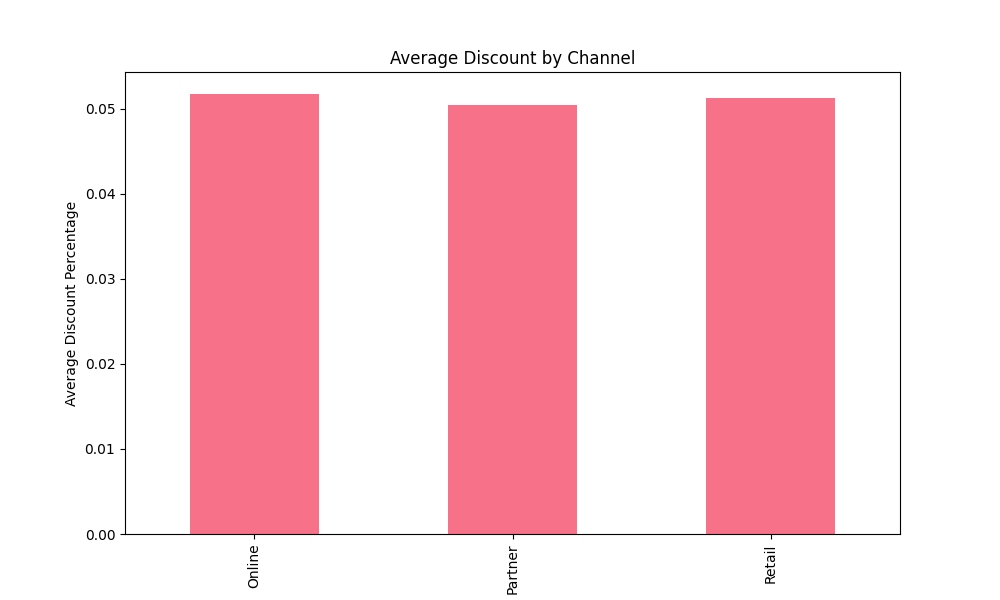 Average Discount by Channel
Average Discount Percentage
0.05
0.04
0.03
0.02
0.01
0.00
Online
Partner
Retail